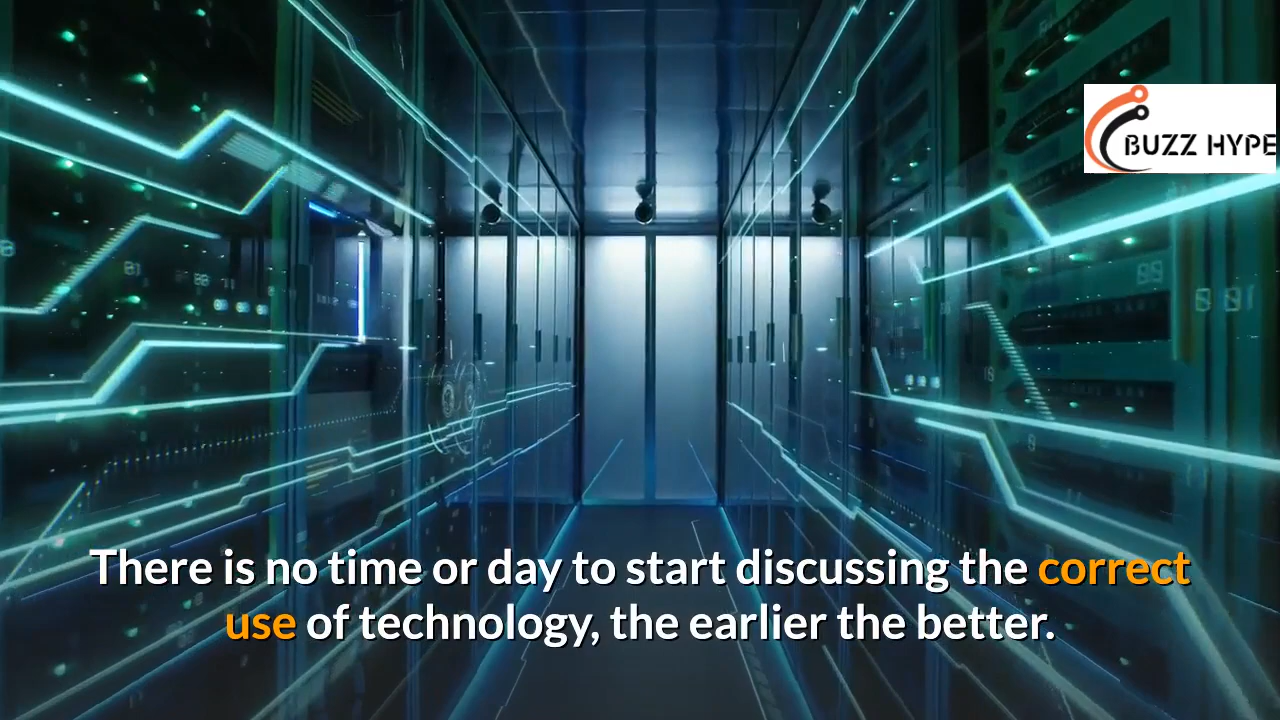 BUZZ HYPE
There is no time or day to start discussing the correct
use of technology, the earlier the better.